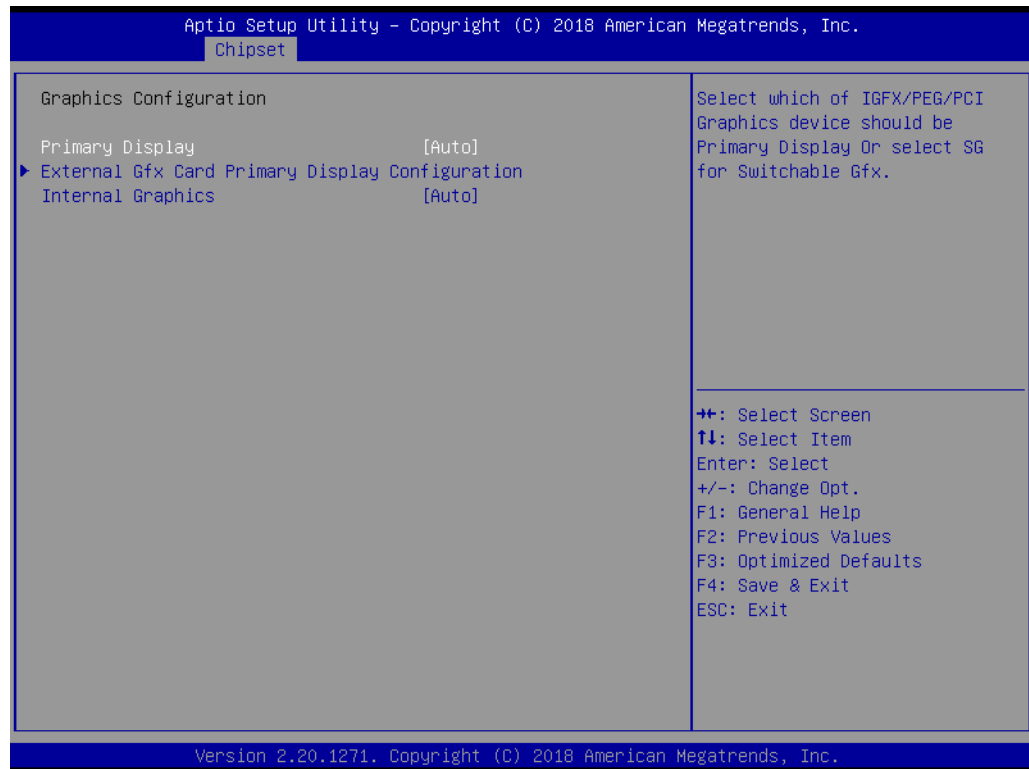 Aptio Setup Utility – Copyright (C) 2018 American Megatrends, Inc.
Chipset
Graphics Configuration
Primary Display [Auto]
External Gfx Card Primary Display Configuration
Internal Graphics [Auto]
Select which of IGFX/PEG/PCI
Graphics device should be
Primary Display Or select SG
for Switchable Gfx.
→←: Select Screen
↑↓: Select Item
Enter: Select
+/-: Change Opt.
F1: General Help
F2: Previous Values
F3: Optimized Defaults
F4: Save & Exit
ESC: Exit
Version 2.20.1271. Copyright (C) 2018 American Megatrends, Inc.